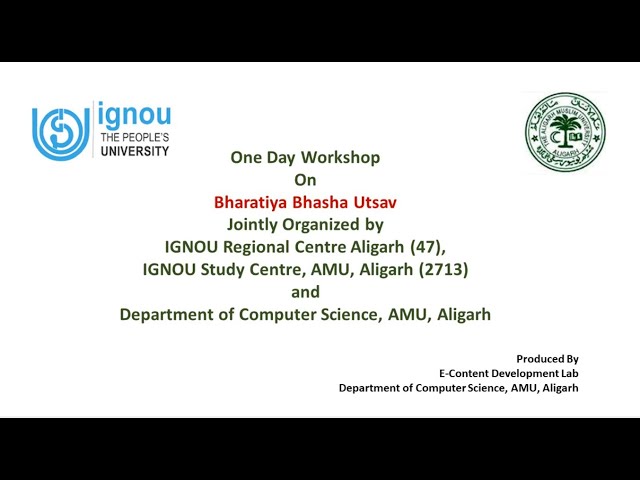 ignou
THE PEOPLE'S
UNIVERSITY
THE ALIGARH MUSLIM UNIVERSITY
ALIGARH
One Day Workshop
On
Bharatiya Bhasha Utsav
Jointly Organized by
IGNOU Regional Centre Aligarh (47),
IGNOU Study Centre, AMU, Aligarh (2713)
and
Department of Computer Science, AMU, Aligarh
Produced By
E-Content Development Lab
Department of Computer Science, AMU, Aligarh